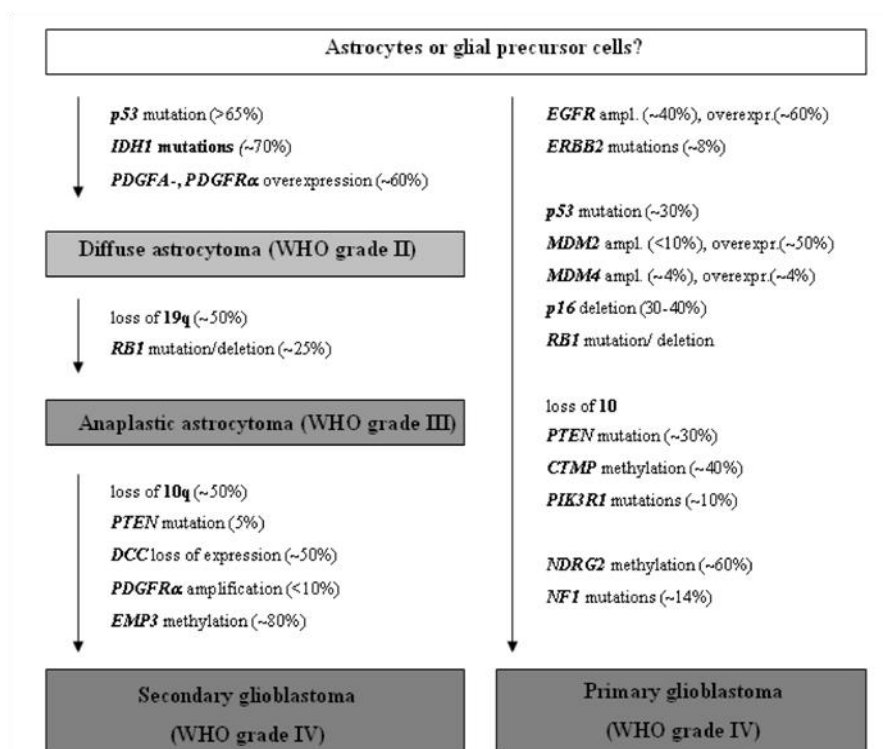 Astrocytes or glial precursor cells?
p53 mutation (>65%)
IDH1 mutations (~70%)
PDGFA-, PDGFRα overexpression (~60%)
Diffuse astrocytoma (WHO grade II)
loss of 19q (~50%)
RB1 mutation/deletion (~25%)
Anaplastic astrocytoma (WHO grade III)
loss of 10q (~50%)
PTEN mutation (5%)
DCC loss of expression (~50%)
PDGFRα amplification (<10%)
EMP3 methylation (~80%)
Secondary glioblastoma
(WHO grade IV)
EGFR ampl. (~40%), overexpr.(~60%)
ERBB2 mutations (~8%)
p53 mutation (~30%)
MDM2 ampl. (<10%), overexpr.(~50%)
MDM4 ampl. (~4%), overexpr.(~4%)
p16 deletion (30-40%)
RB1 mutation/ deletion
loss of 10
PTEN mutation (~30%)
CTMP methylation (~40%)
PIK3R1 mutations (~10%)
NDRG2 methylation (~60%)
NF1 mutations (~14%)
Primary glioblastoma
(WHO grade IV)